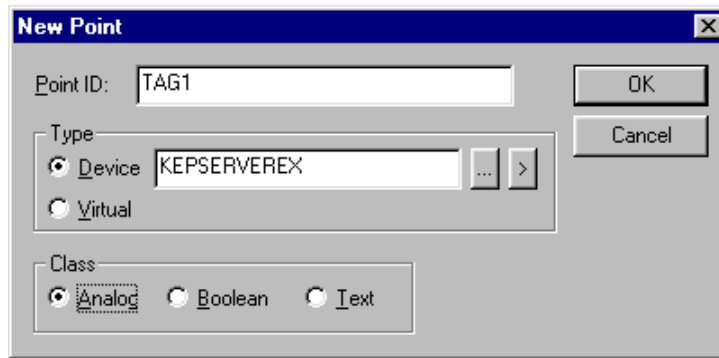 New Point
Point ID: TAG1
OK
Cancel
Type
Device KEPSERVEREX ... >
Virtual
Class
Analog Boolean Text